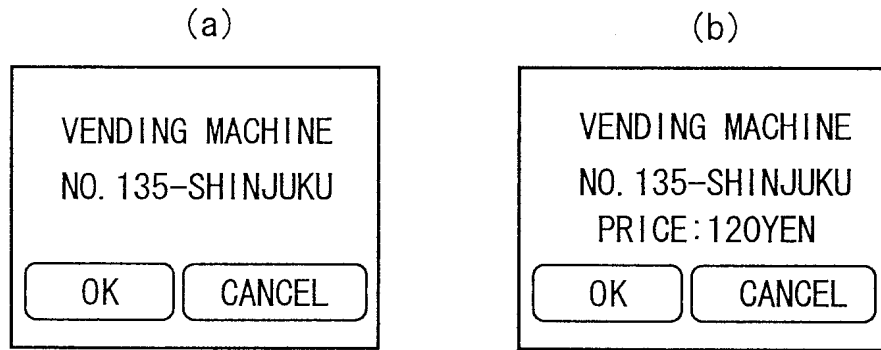 (a)
VENDING MACHINE
NO. 135-SHINJUKU
OK
CANCEL
(b)
VENDING MACHINE
NO. 135-SHINJUKU
PRICE:120YEN
OK
CANCEL